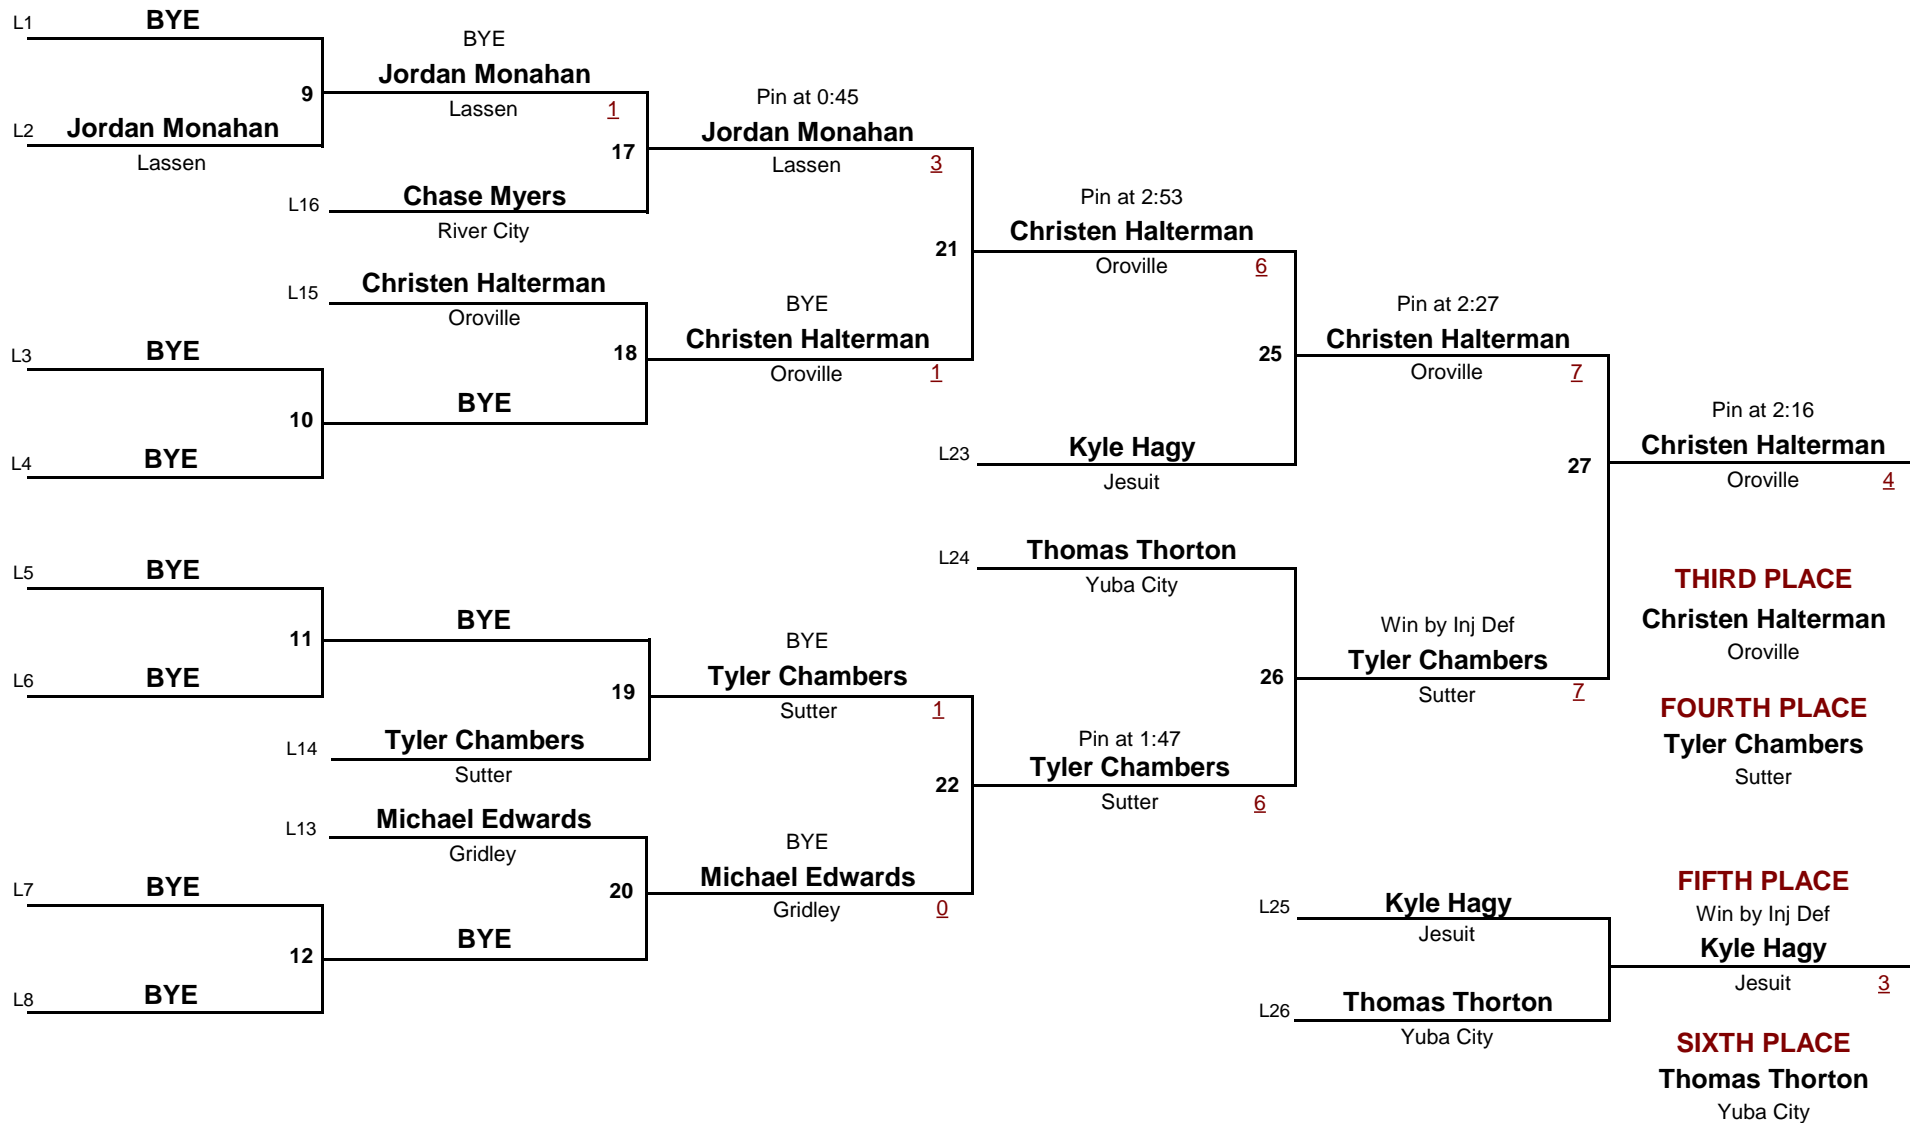 L1
BYE
9
L2
Jordan Monahan
Lassen
BYE
Jordan Monahan
Lassen
1
17
L16
Chase Myers
River City
Pin at 0:45
Jordan Monahan
Lassen
3
L15
Christen Halterman
Oroville
18
L3
BYE
10
L4
BYE
BYE
BYE
Christen Halterman
Oroville
1
21
Pin at 2:53
Christen Halterman
Oroville
6
25
L23
Kyle Hagy
Jesuit
Pin at 2:27
Christen Halterman
Oroville
7
27
Pin at 2:16
Christen Halterman
Oroville
4
L5
BYE
11
L6
BYE
BYE
19
L14
Tyler Chambers
Sutter
BYE
Tyler Chambers
Sutter
1
22
L13
Michael Edwards
Gridley
20
L7
BYE
12
L8
BYE
BYE
BYE
Michael Edwards
Gridley
0
Pin at 1:47
Tyler Chambers
Sutter
6
L24
Thomas Thorton
Yuba City
26
Win by Inj Def
Tyler Chambers
Sutter
7
THIRD PLACE
Christen Halterman
Oroville
FOURTH PLACE
Tyler Chambers
Sutter
L25
Kyle Hagy
Jesuit
L26
Thomas Thorton
Yuba City
FIFTH PLACE
Win by Inj Def
Kyle Hagy
Jesuit
3
SIXTH PLACE
Thomas Thorton
Yuba City